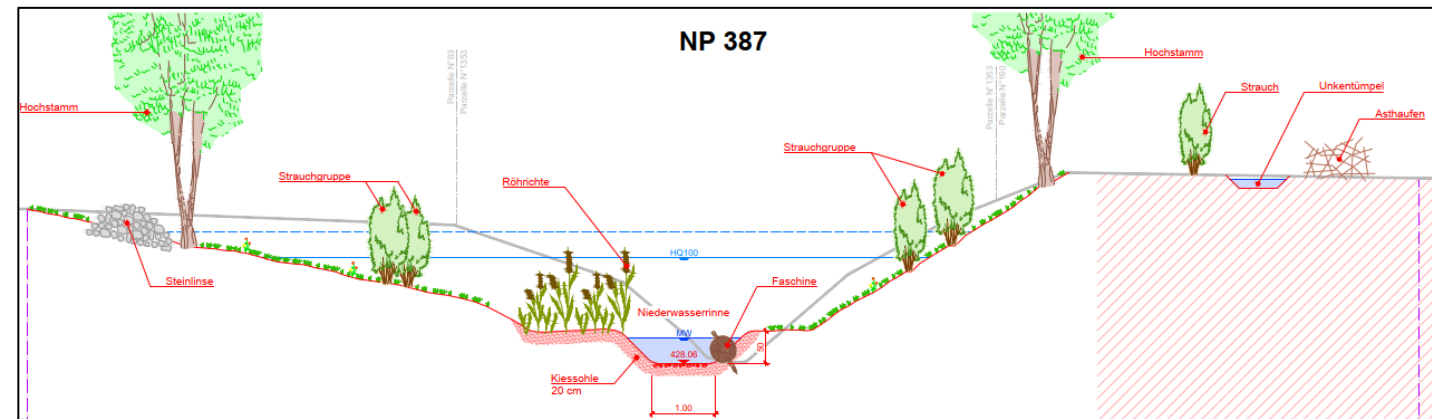 NP 387
Hochstamm
Parzelle N°63
Parzelle N°1353
Parzelle N° 1353
Parzelle N°160
Hochstamm
Strauch
Unkentümpel
Asthaufen
Strauchgruppe
Röhrichte
Strauchgruppe
HQ100
Steinlinse
Faschine
Niederwasserrinne
MW
428.06
50
Kiessohle
20 cm
1.00